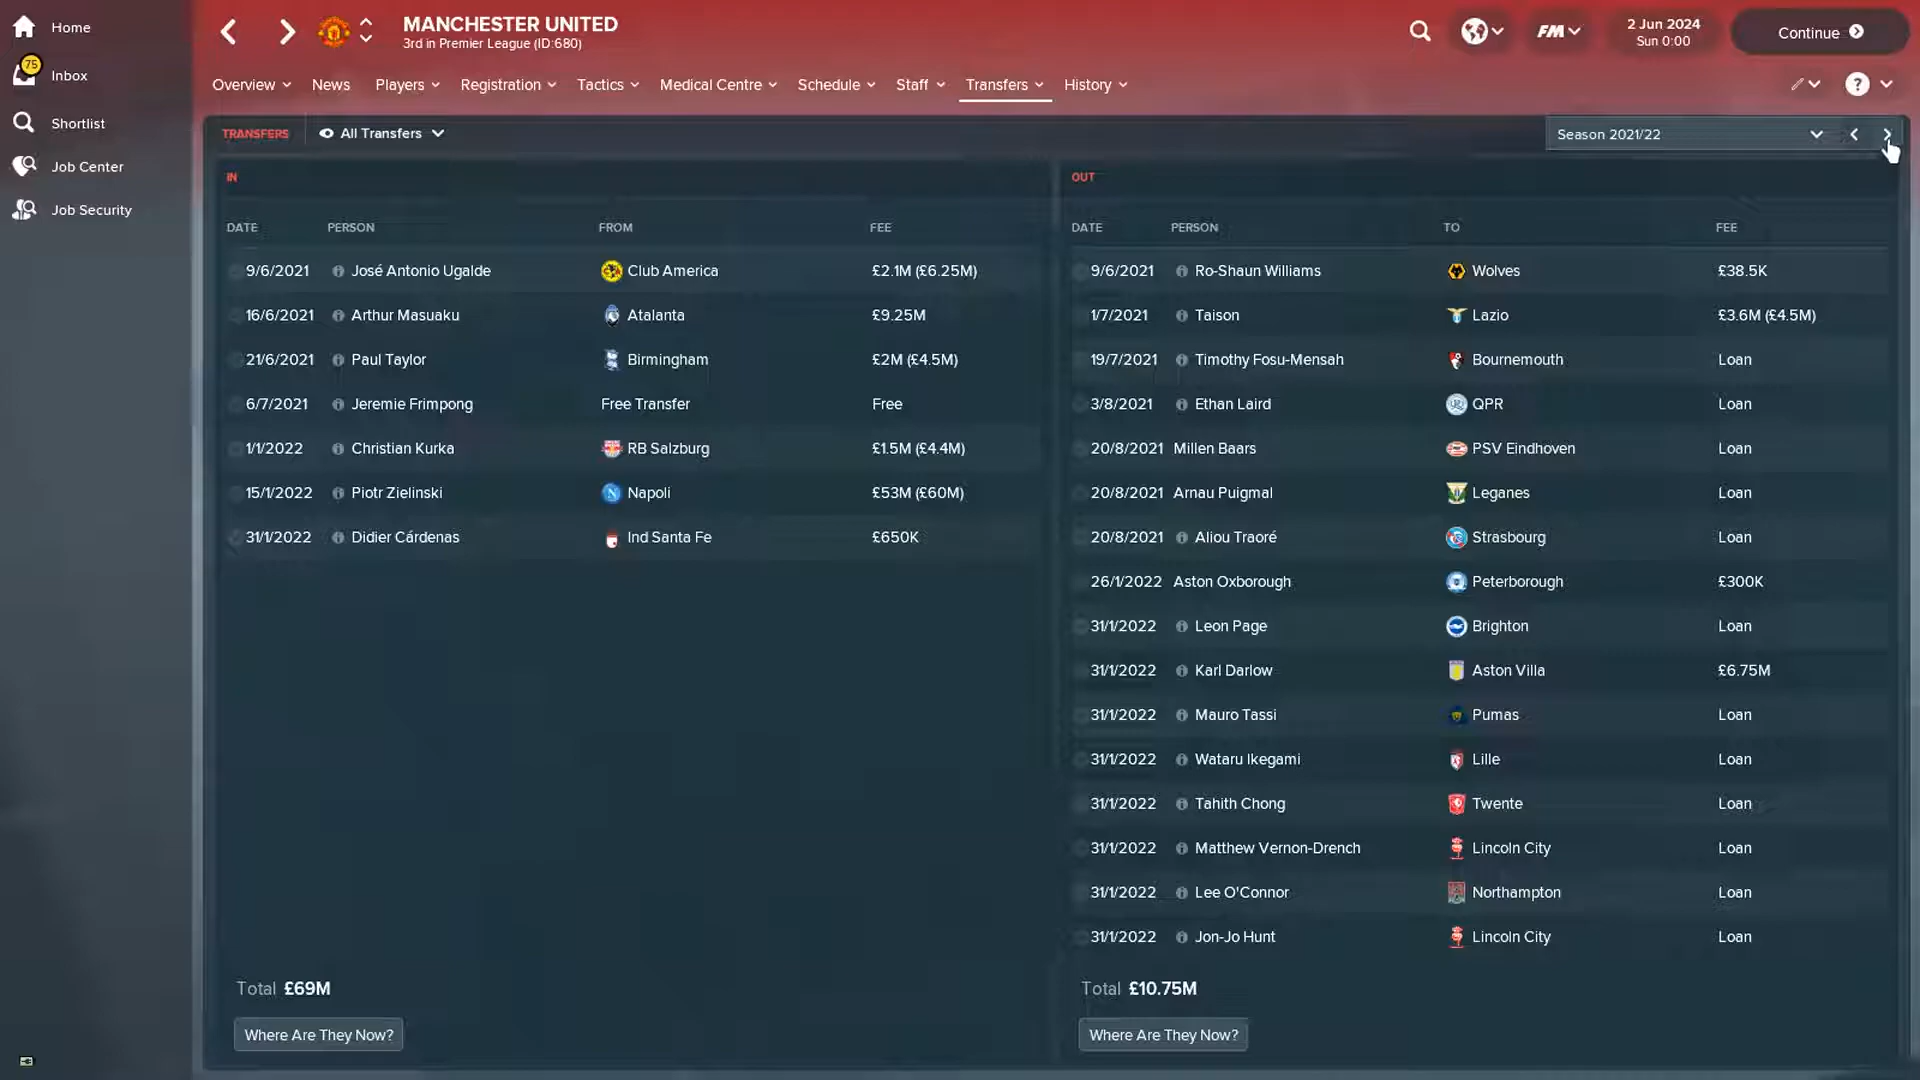 Home
75
Inbox
Shortlist
Job Center
Job Security
MANCHESTER UNITED
3rd in Premier League (ID:680)
FM
2 Jun 2024
Sun 0:00
Continue
Overview
News
Players
Registration
Tactics
Medical Centre
Schedule
Staff
Transfers
History
?
TRANSFERS
All Transfers
Season 2021/22
IN
DATE PERSON FROM FEE
9/6/2021 José Antonio Ugalde Club America £2.1M (£6.25M)
16/6/2021 Arthur Masuaku Atalanta £9.25M
21/6/2021 Paul Taylor Birmingham £2M (£4.5M)
6/7/2021 Jeremie Frimpong Free Transfer Free
1/1/2022 Christian Kurka RB Salzburg £1.5M (£4.4M)
15/1/2022 Piotr Zielinski Napoli £53M (£60M)
31/1/2022 Didier Cárdenas Ind Santa Fe £650K
Total £69M
Where Are They Now?
OUT
DATE PERSON TO FEE
9/6/2021 Ro-Shaun Williams Wolves £38.5K
1/7/2021 Taison Lazio £3.6M (£4.5M)
19/7/2021 Timothy Fosu-Mensah Bournemouth Loan
3/8/2021 Ethan Laird QPR Loan
20/8/2021 Millen Baars PSV Eindhoven Loan
20/8/2021 Arnau Puigmal Leganes Loan
20/8/2021 Aliou Traoré Strasbourg Loan
26/1/2022 Aston Oxborough Peterborough £300K
31/1/2022 Leon Page Brighton Loan
31/1/2022 Karl Darlow Aston Villa £6.75M
31/1/2022 Mauro Tassi Pumas Loan
31/1/2022 Wataru Ikegami Lille Loan
31/1/2022 Tahith Chong Twente Loan
31/1/2022 Matthew Vernon-Drench Lincoln City Loan
31/1/2022 Lee O'Connor Northampton Loan
31/1/2022 Jon-Jo Hunt Lincoln City Loan
Total £10.75M
Where Are They Now?